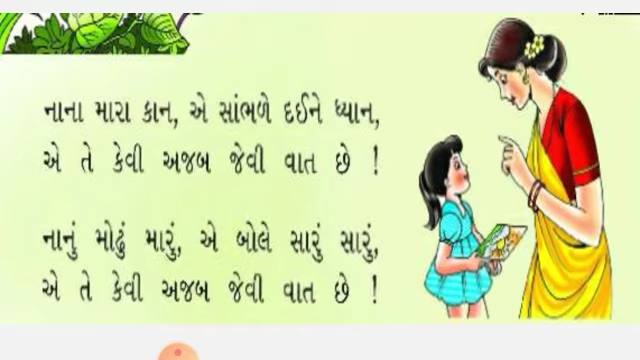 નાના મારા કાન, એ સાંભળે દઈને ધ્યાન,
એ તે કેવી અજબ જેવી વાત છે !
નાનું મોઢું મારું, એ બોલે સારું સારું,
એ તે કેવી અજબ જેવી વાત છે !